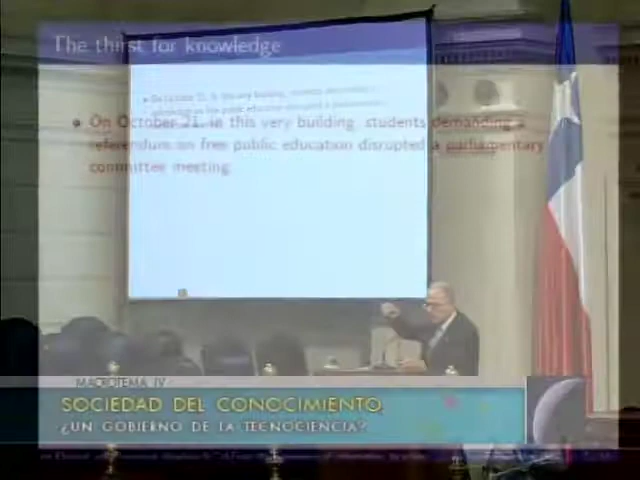 The thirst for knowledge
On October 21, in this very building, students demanding a
referendum on free public education disrupted a parliamentary
committee meeting.
MACROTEMA IV
SOCIEDAD DEL CONOCIMIENTO,
¿UN GOBIERNO DE LA TECNOCIENCIA?